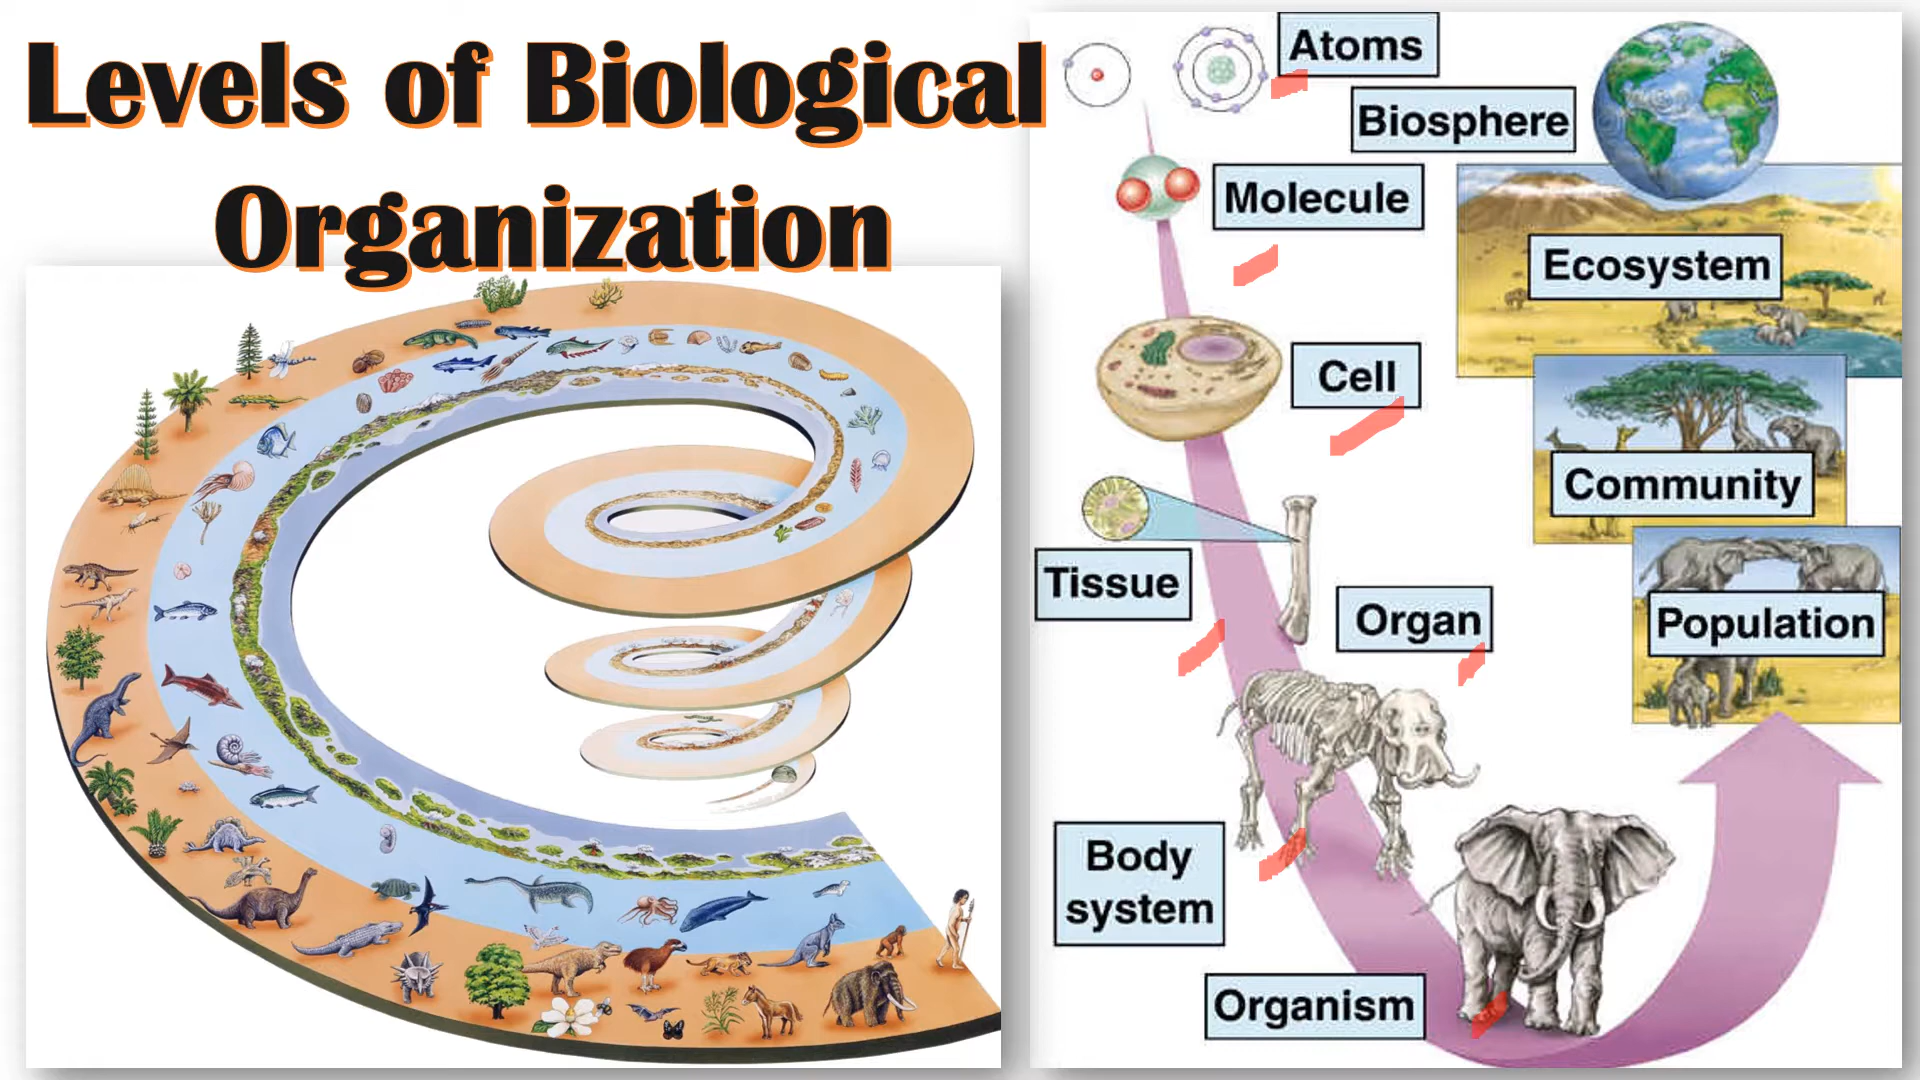 Levels of Biological
Organization
Atoms
Biosphere
Molecule
Ecosystem
Cell
Community
Tissue
Organ
Population
Body
system
Organism